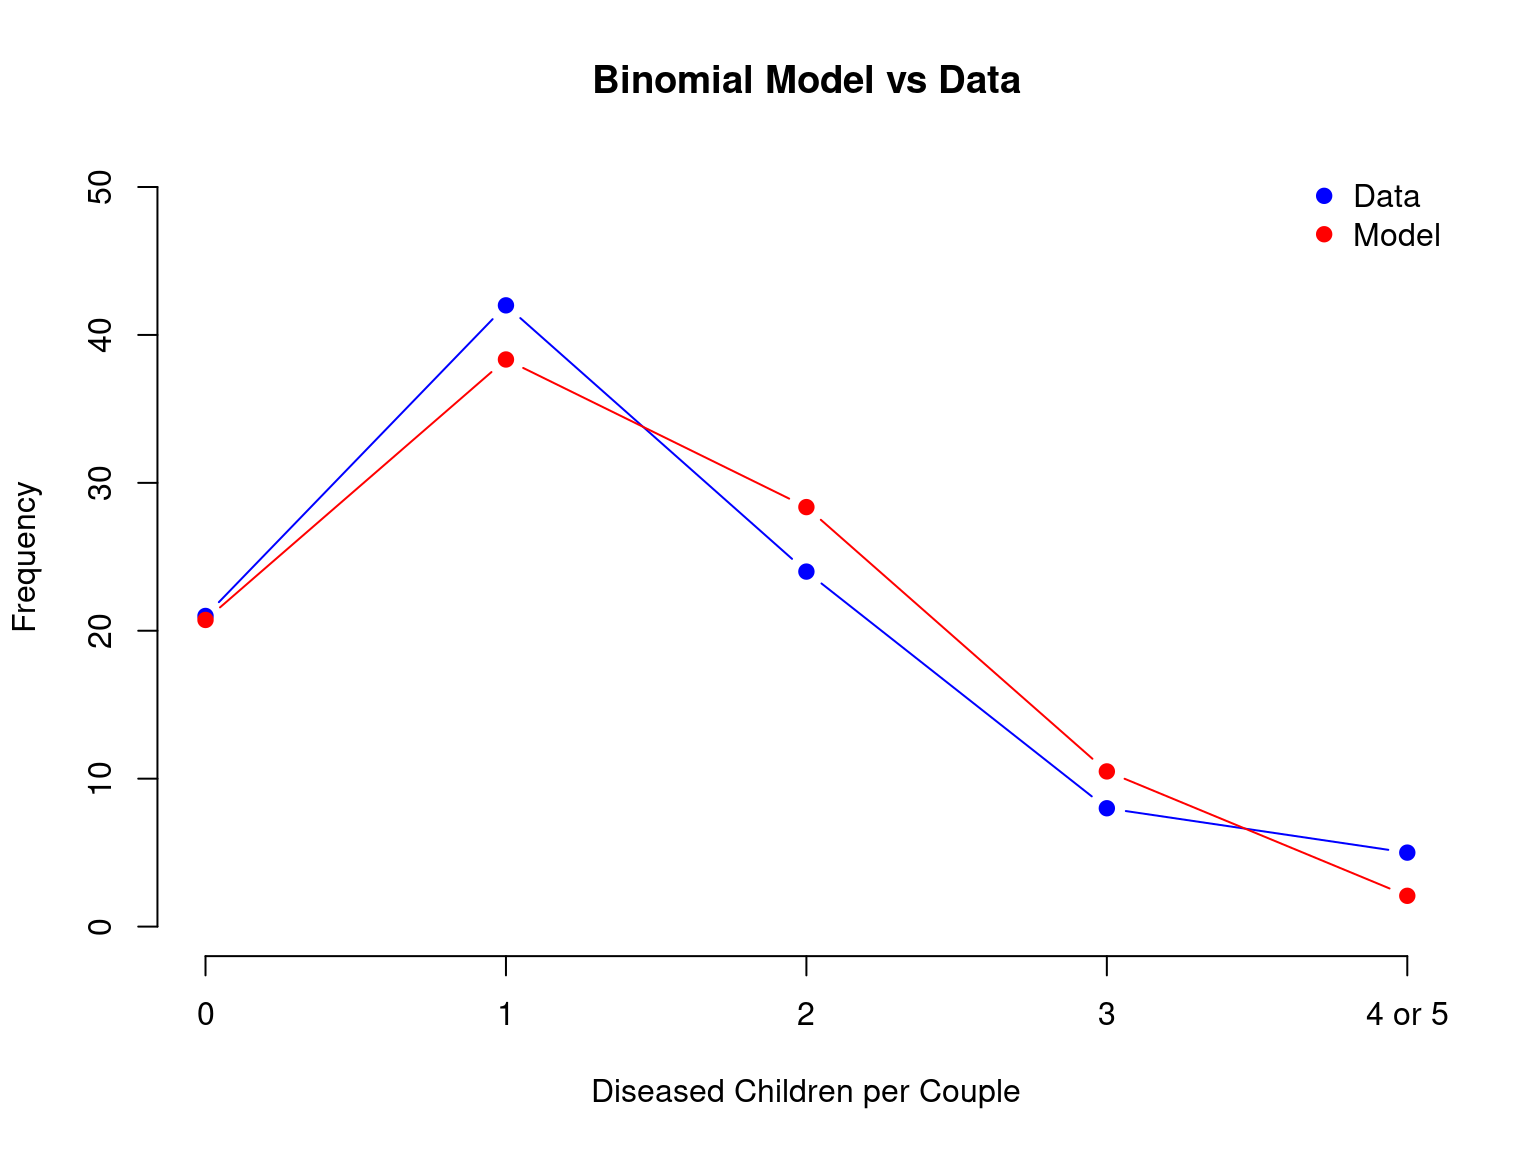 Binomial Model vs Data
Data
Model
50
40
30
20
10
0
Frequency
0 1 2 3 4 or 5
Diseased Children per Couple